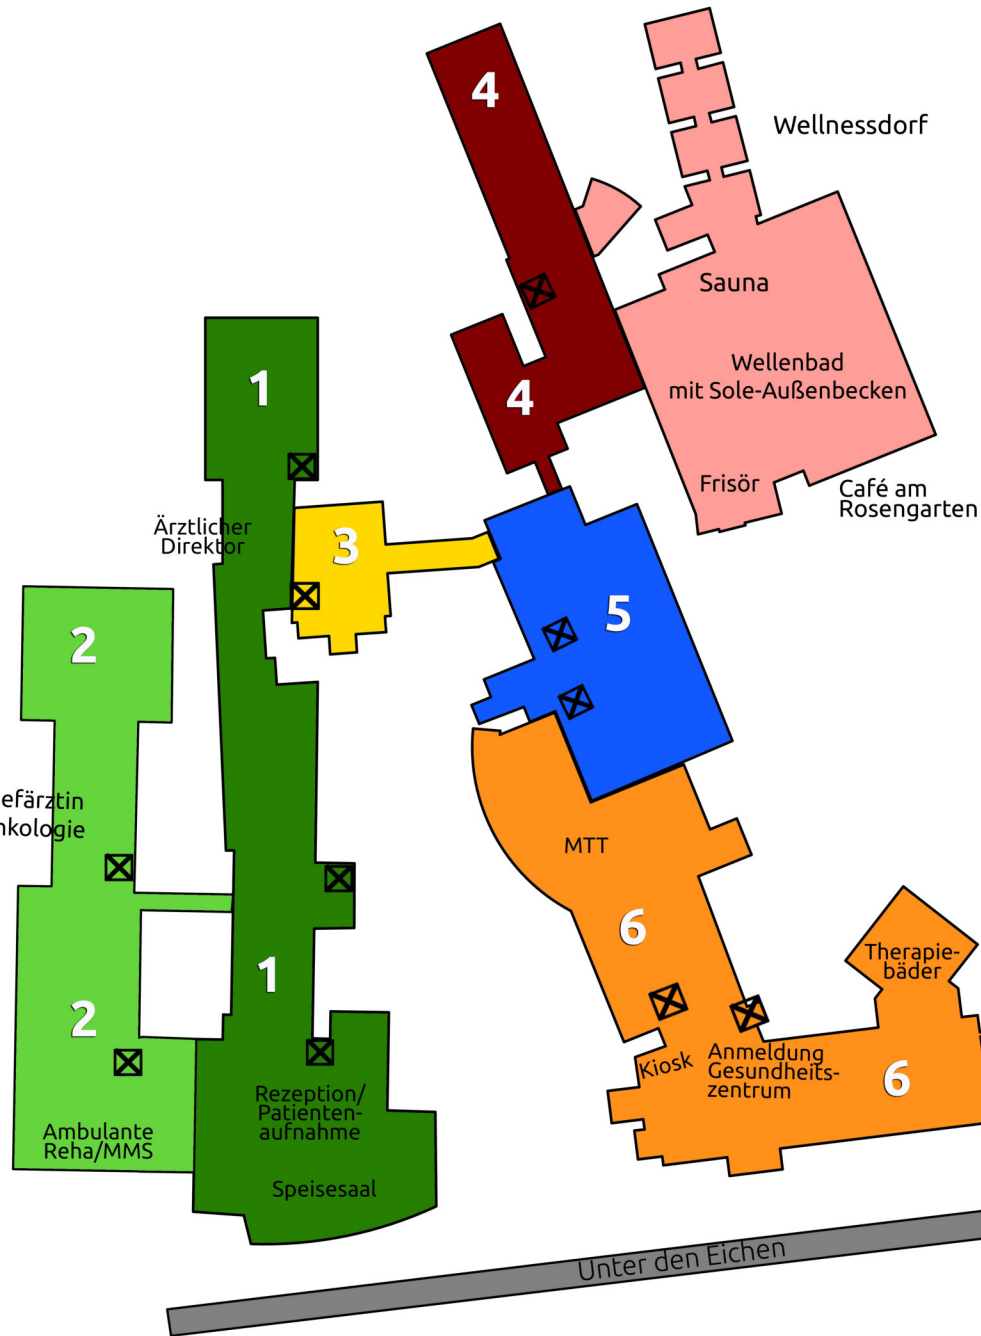 4
Wellnessdorf
Sauna
1
Wellenbad
mit Sole-Außenbecken
4
Frisör
Café am
Rosengarten
Ärztlicher
Direktor
3
5
2
efärztin
nkologie
MTT
6
1
Therapie-
bäder
2
Kiosk
Anmeldung
Gesundheits-
zentrum
6
Rezeption/
Patienten-
aufnahme
Ambulante
Reha/MMS
Speisesaal
Unter den Eichen